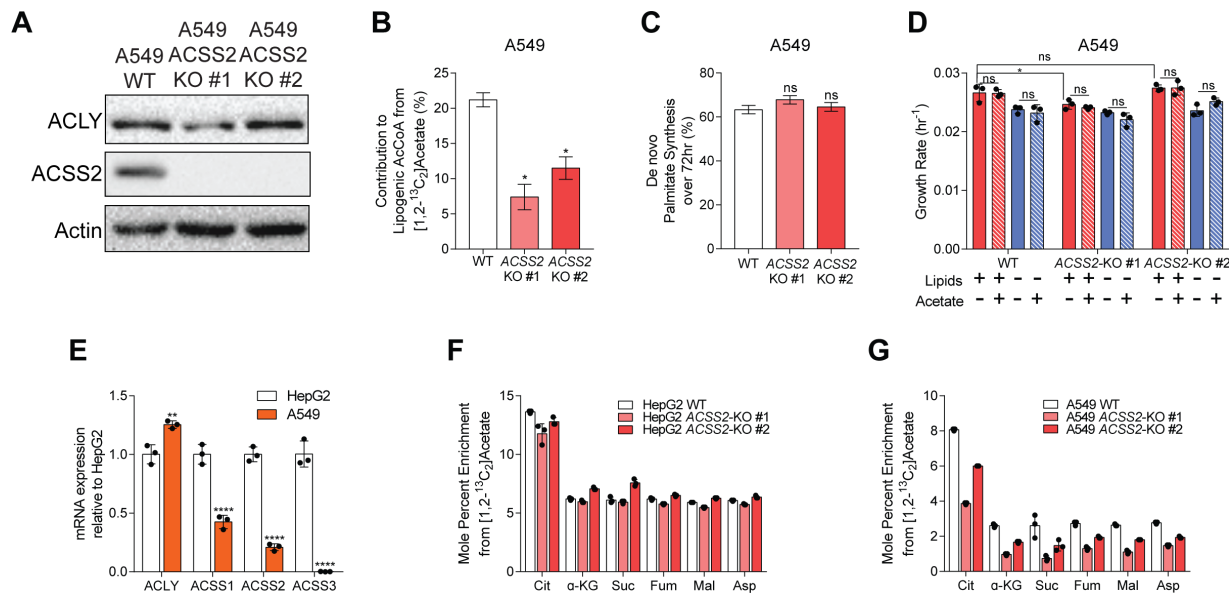 A
A549
WT
A549
ACSS2
KO #1
A549
ACSS2
KO #2
ACLY
ACSS2
Actin
B
A549
Contribution to
Lipogenic AcCoA from
[1,2-¹³C₂]Acetate (%)
25
20
15
10
5
0
*
*
WT
ACSS2
KO #1
ACSS2
KO #2
C
A549
De novo
Palmitate Synthesis
over 72hr (%)
80
60
40
20
0
ns
ns
WT
ACSS2
KO #1
ACSS2
KO #2
D
A549
Growth Rate (hr⁻¹)
0.03
0.02
0.01
0.00
ns
*
ns
ns
ns
ns
ns
ns
WT
ACSS2-KO #1
ACSS2-KO #2
Lipids + + – – + + – – + + – –
Acetate – + – + – + – + – + – +
E
mRNA expression
relative to HepG2
1.5
1.0
0.5
0.0
HepG2
A549
**
****
****
****
ACLY
ACSS1
ACSS2
ACSS3
F
Mole Percent Enrichment
from [1,2-¹³C₂]Acetate
15
10
5
0
HepG2 WT
HepG2 ACSS2-KO #1
HepG2 ACSS2-KO #2
Cit
α-KG
Suc
Fum
Mal
Asp
G
Mole Percent Enrichment
from [1,2-¹³C₂]Acetate
10
8
6
4
2
0
A549 WT
A549 ACSS2-KO #1
A549 ACSS2-KO #2
Cit
α-KG
Suc
Fum
Mal
Asp